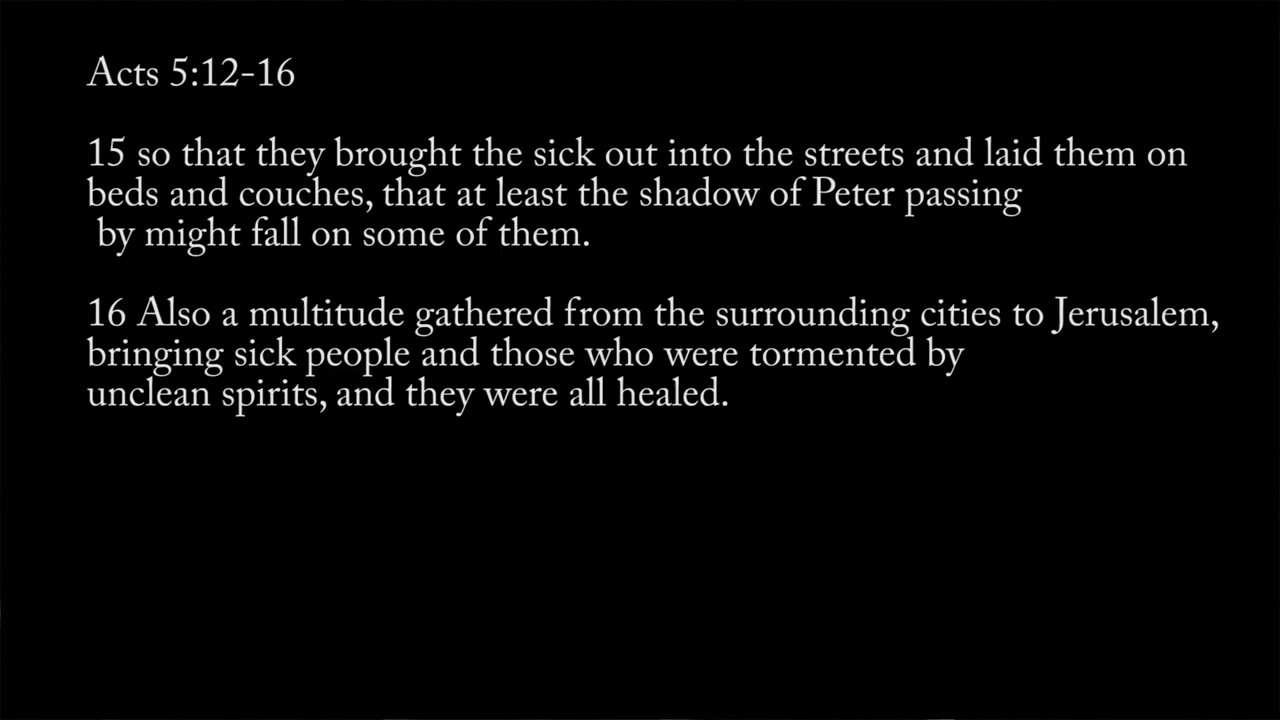 Acts 5:12-16
15 so that they brought the sick out into the streets and laid them on
beds and couches, that at least the shadow of Peter passing
by might fall on some of them.
16 Also a multitude gathered from the surrounding cities to Jerusalem,
bringing sick people and those who were tormented by
unclean spirits, and they were all healed.